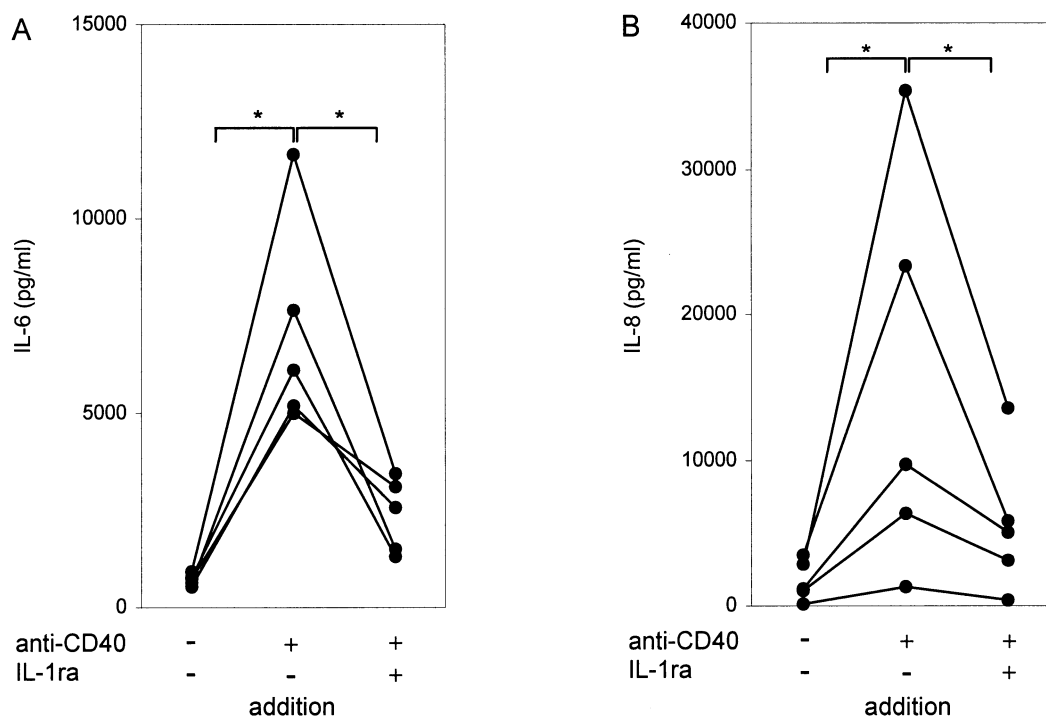 A
15000
10000
5000
0
IL-6 (pg/ml)
* *
anti-CD40 - + +
IL-1ra - - +
addition
B
40000
30000
20000
10000
0
IL-8 (pg/ml)
* *
anti-CD40 - + +
IL-1ra - - +
addition